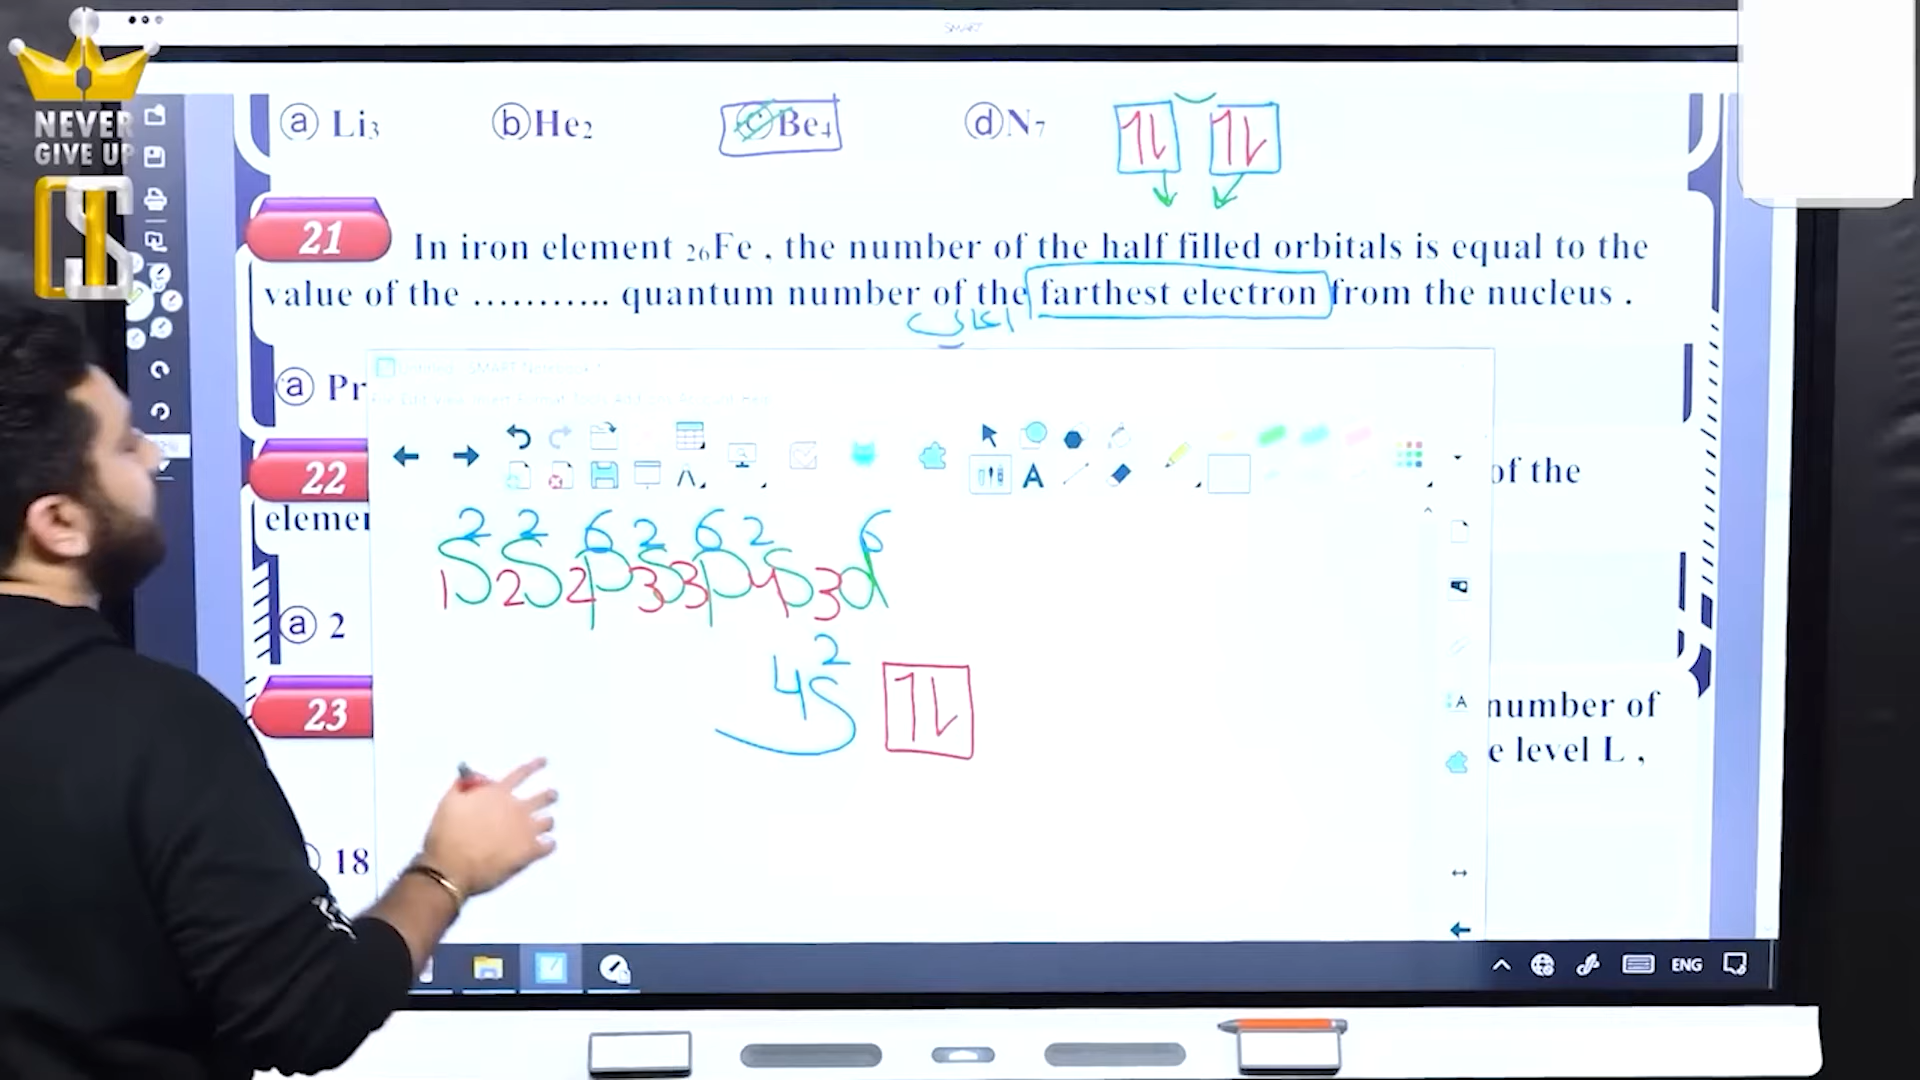 SMART
NEVER
GIVE UP
ⓐ Li₃ ⓑ He₂ ⓒ Be₄ ⓓ N₇
21 In iron element ₂₆Fe , the number of the half filled orbitals is equal to the
value of the ........... quantum number of the farthest electron from the nucleus .
ⓐ Pr
22 of the
elemen
1S² 2S² 2P⁶ 3S² 3P⁶ 4S² 3d⁶
ⓐ 2
4S²
23 number of
e level L ,
18
ENG